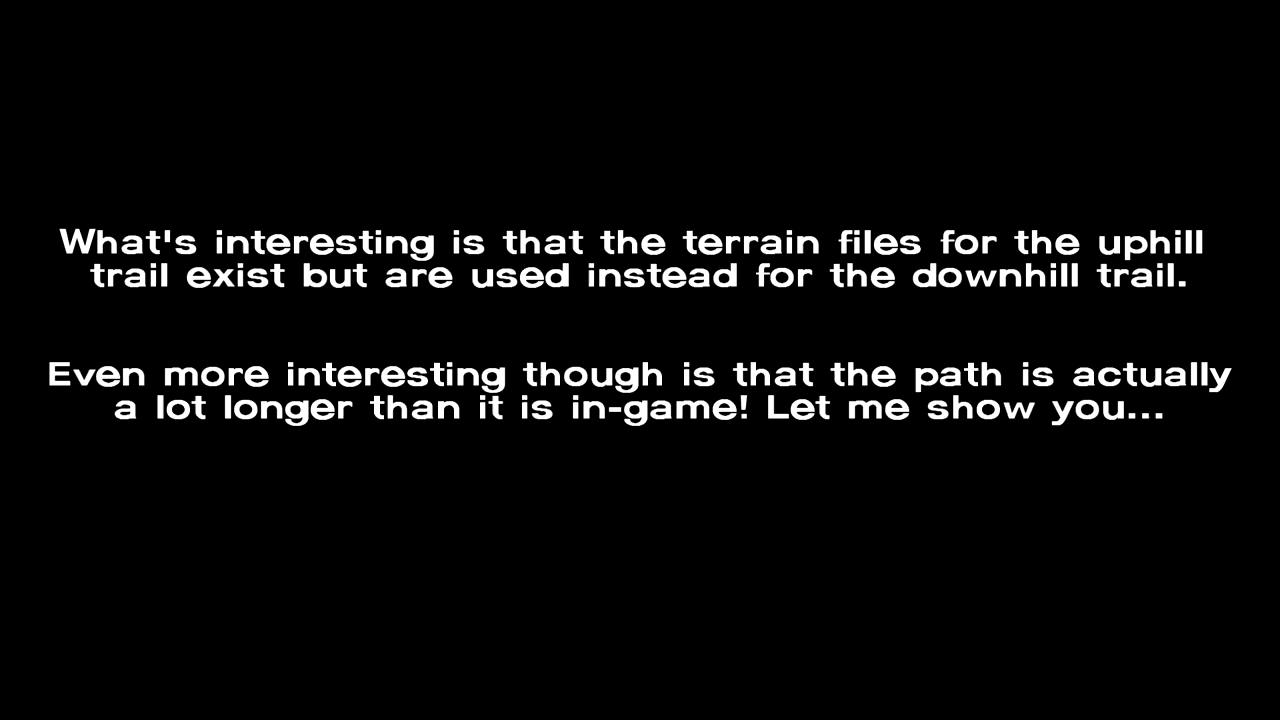 What's interesting is that the terrain files for the uphill
trail exist but are used instead for the downhill trail.
Even more interesting though is that the path is actually
a lot longer than it is in-game! Let me show you...